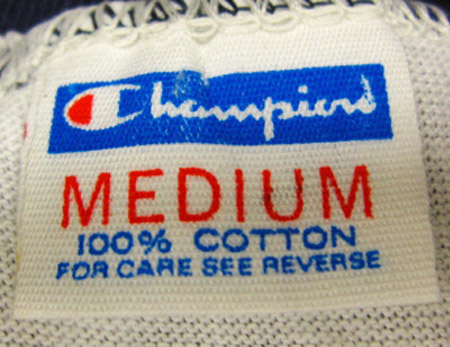 Champion
MEDIUM
100% COTTON
FOR CARE SEE REVERSE